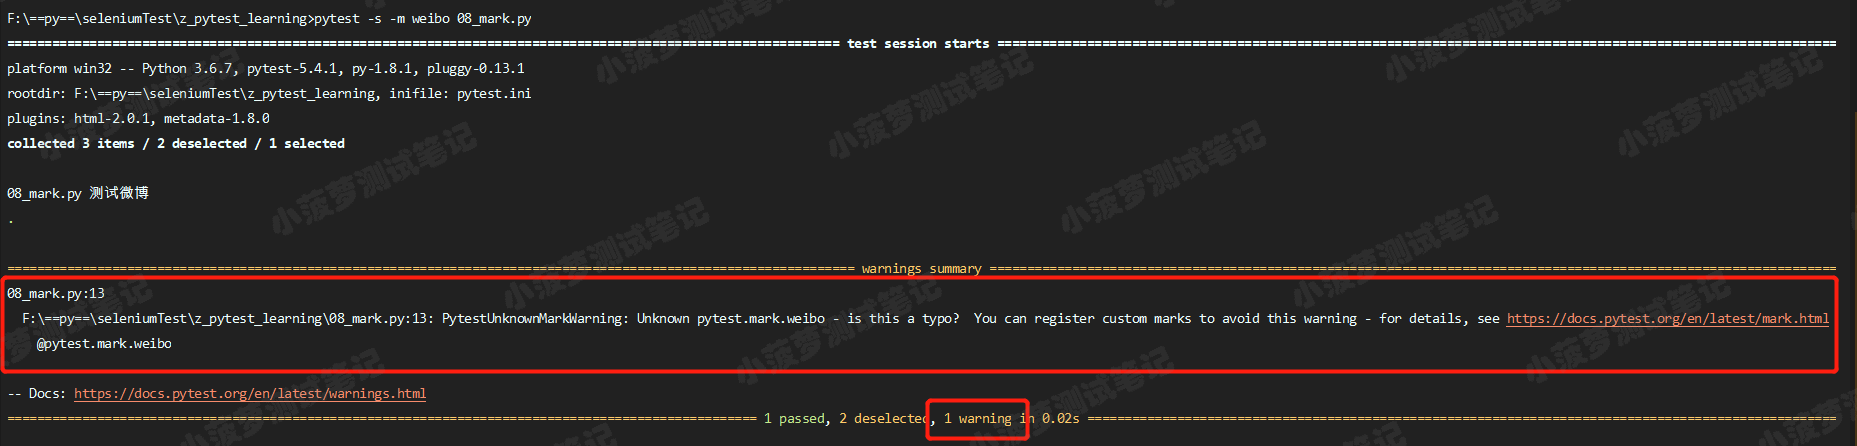 F:\==py==\seleniumTest\z_pytest_learning>pytest -s -m weibo 08_mark.py
test session starts
platform win32 -- Python 3.6.7, pytest-5.4.1, py-1.8.1, pluggy-0.13.1
rootdir: F:\==py==\seleniumTest\z_pytest_learning, inifile: pytest.ini
plugins: html-2.0.1, metadata-1.8.0
collected 3 items / 2 deselected / 1 selected
08_mark.py 测试微博
.
warnings summary
08_mark.py:13
F:\==py==\seleniumTest\z_pytest_learning\08_mark.py:13: PytestUnknownMarkWarning: Unknown pytest.mark.weibo - is this a typo?  You can register custom marks to avoid this warning - for details, see https://docs.pytest.org/en/latest/mark.html
@pytest.mark.weibo
-- Docs: https://docs.pytest.org/en/latest/warnings.html
1 passed, 2 deselected, 1 warning in 0.02s
小菠萝测试笔记